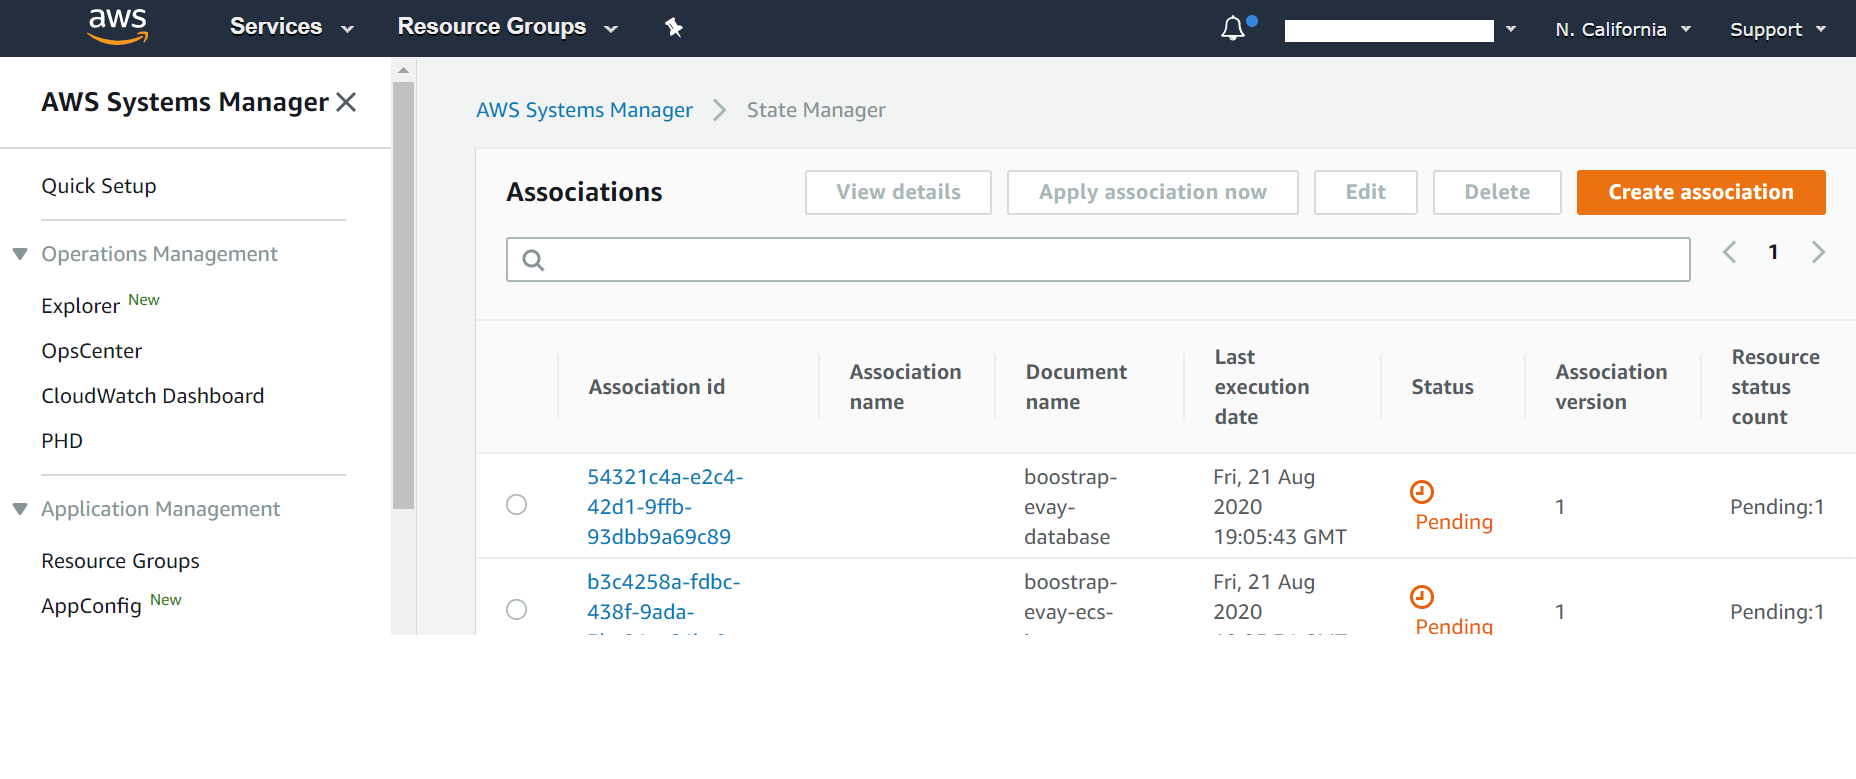 aws
Services
Resource Groups
N. California
Support
AWS Systems Manager
Quick Setup
Operations Management
Explorer New
OpsCenter
CloudWatch Dashboard
PHD
Application Management
Resource Groups
AppConfig New
AWS Systems Manager
State Manager
Associations
View details
Apply association now
Edit
Delete
Create association
1
Association id
Association
name
Document
name
Last
execution
date
Status
Association
version
Resource
status
count
54321c4a-e2c4-
42d1-9ffb-
93dbb9a69c89
boostrap-
evay-
database
Fri, 21 Aug
2020
19:05:43 GMT
Pending
1
Pending:1
b3c4258a-fdbc-
438f-9ada-
boostrap-
evay-ecs-
Fri, 21 Aug
2020
Pending
1
Pending:1